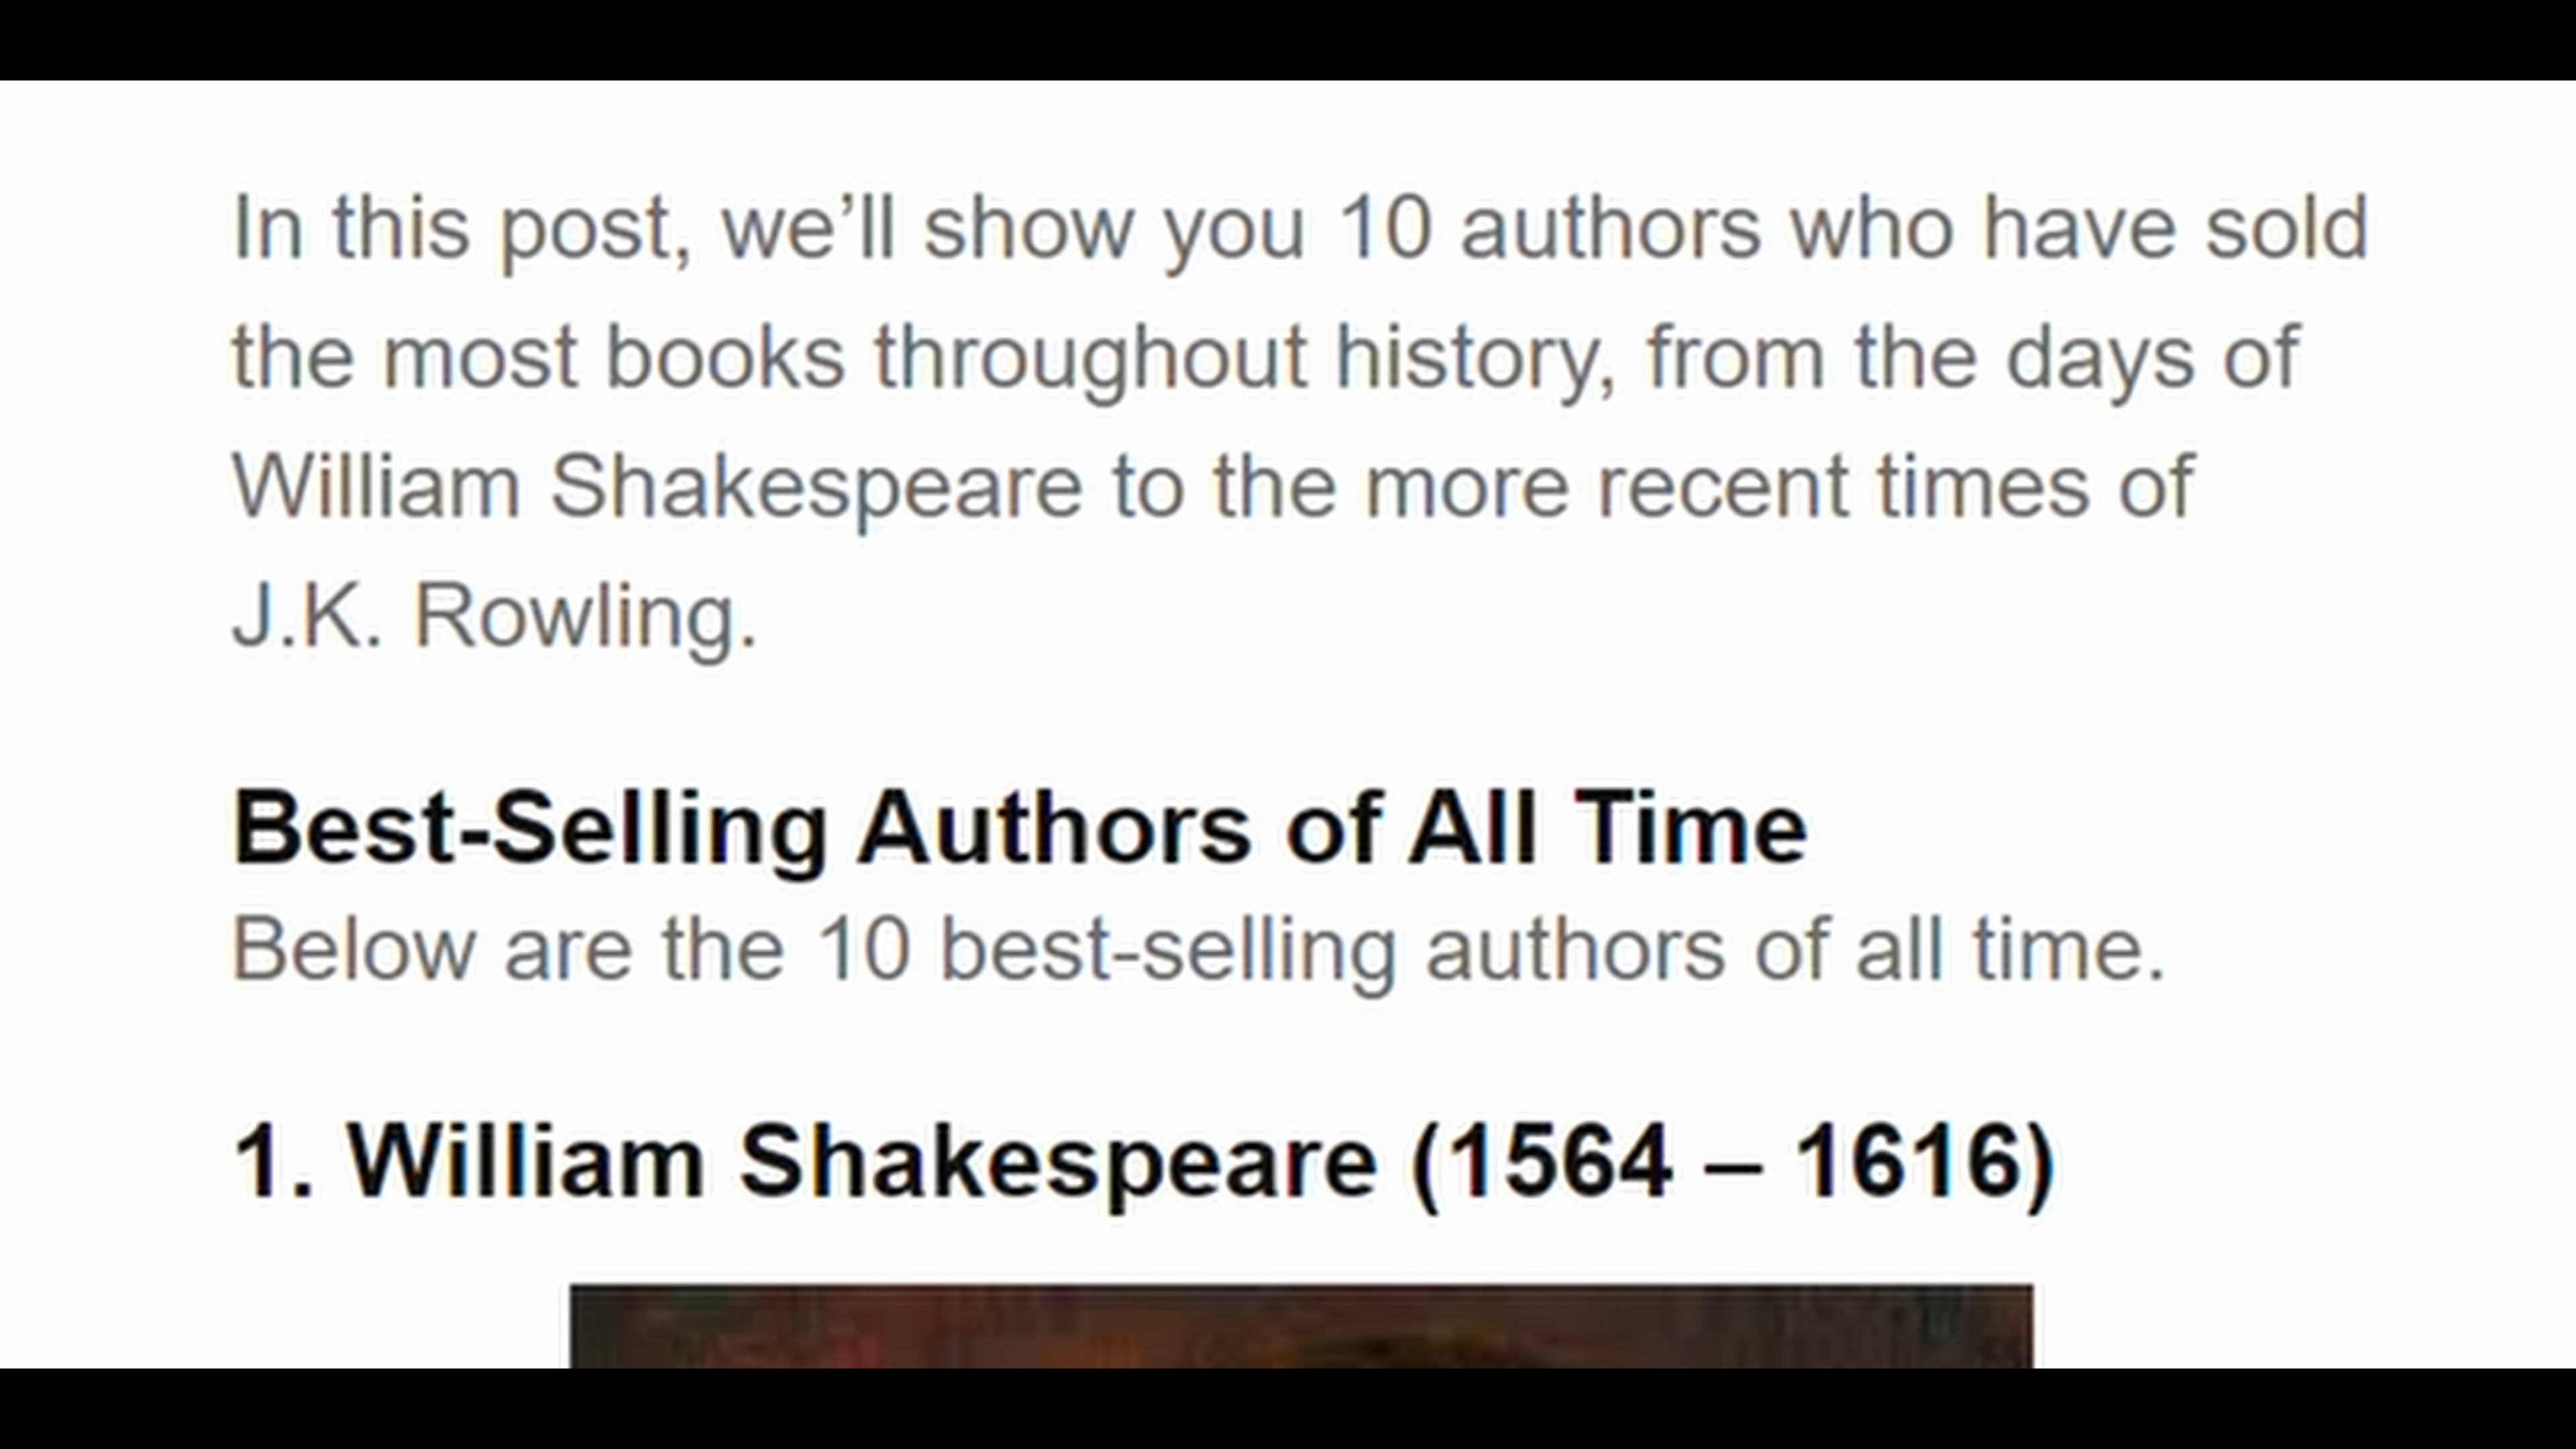 In this post, we’ll show you 10 authors who have sold
the most books throughout history, from the days of
William Shakespeare to the more recent times of
J.K. Rowling.
Best-Selling Authors of All Time
Below are the 10 best-selling authors of all time.
1. William Shakespeare (1564 – 1616)